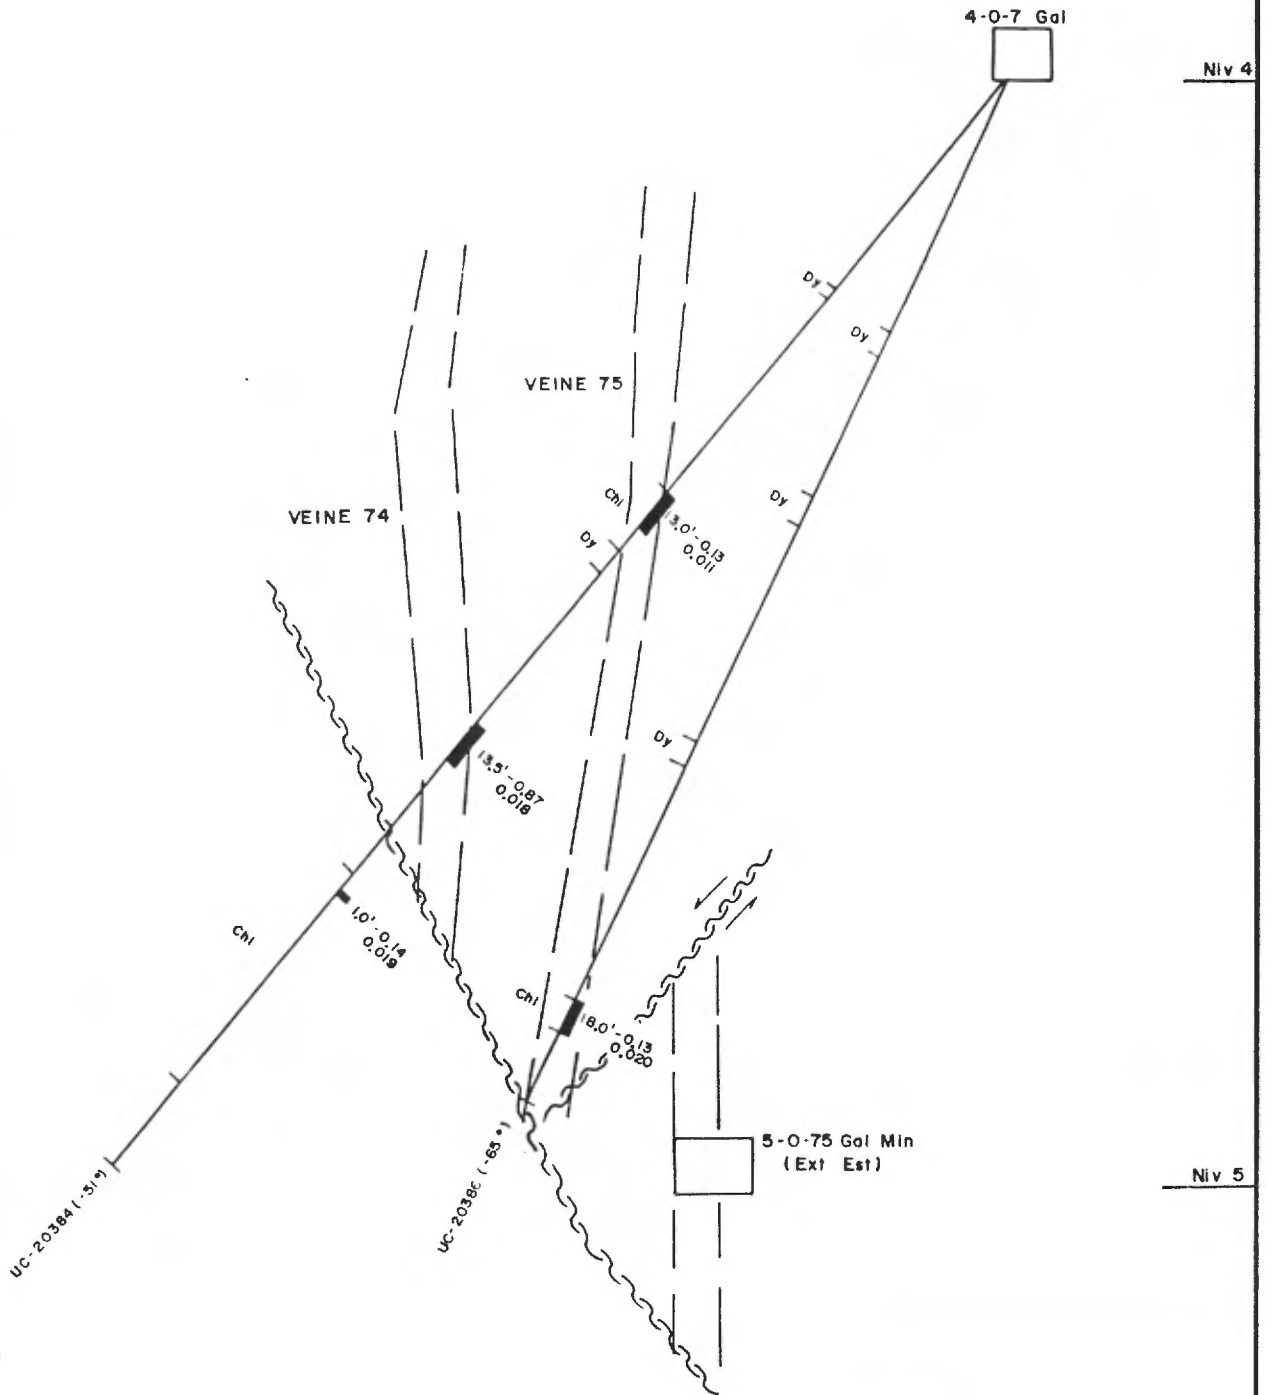 4-0-7 Gal
Niv 4
Dy
Dy
VEINE 75
Chl
Dy
13.0'-0.13
0.011
VEINE 74
Dy
Dy
13.5'-0.87
0.018
1.0'-0.14
0.019
Chl
Chl
18.0'-0.13
0.020
5-0-75 Gal Min
(Ext Est)
Niv 5
UC-20384 (-51°)
UC-20386 (-65°)